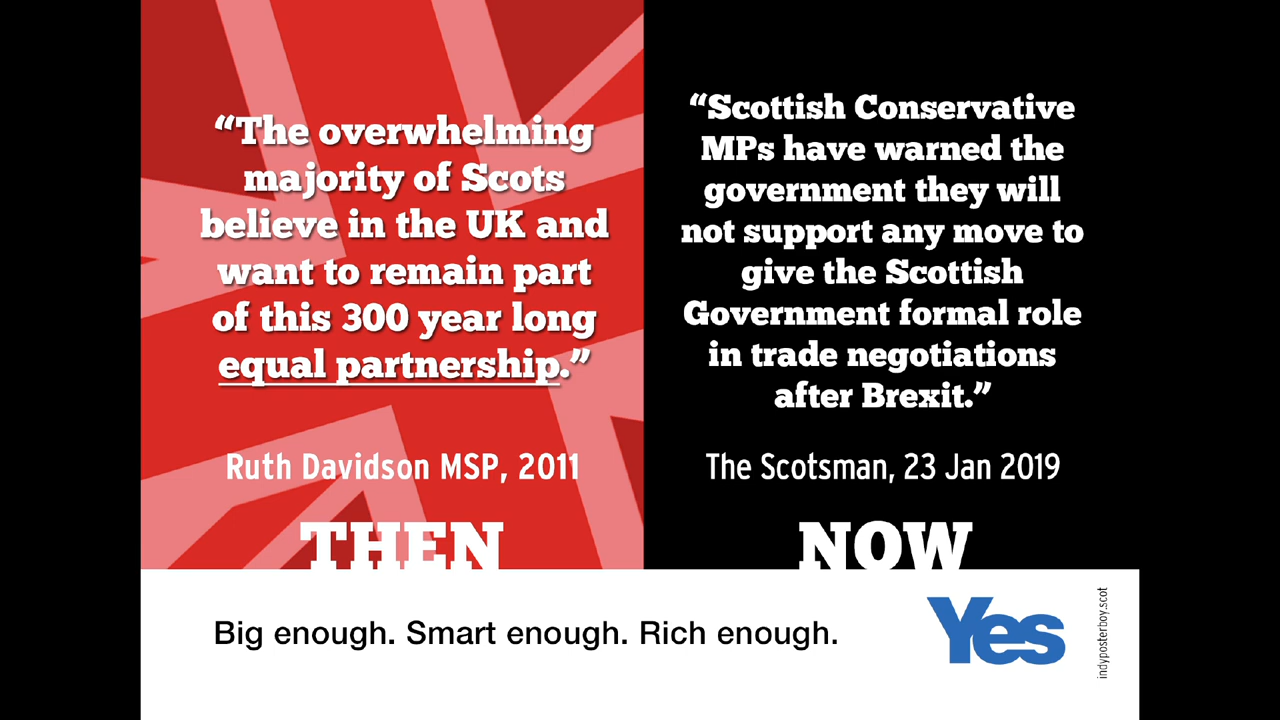 “The overwhelming
majority of Scots
believe in the UK and
want to remain part
of this 300 year long
equal partnership.”
Ruth Davidson MSP, 2011
THEN
“Scottish Conservative
MPs have warned the
government they will
not support any move to
give the Scottish
Government formal role
in trade negotiations
after Brexit.”
The Scotsman, 23 Jan 2019
NOW
Big enough. Smart enough. Rich enough.
Yes
indyposterboy.scot